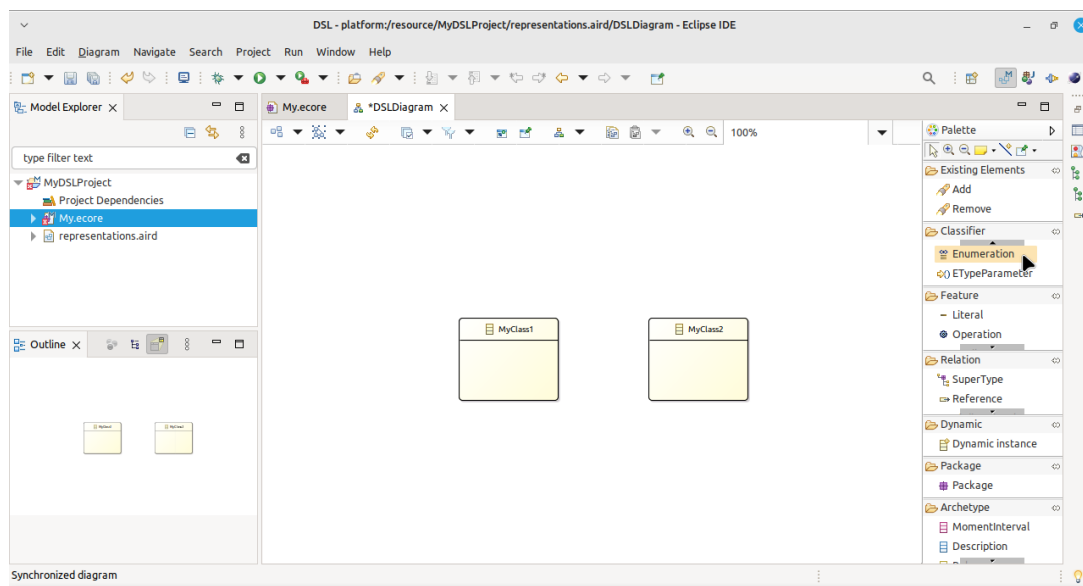 DSL - platform:/resource/MyDSLProject/representations.aird/DSLDiagram - Eclipse IDE
File Edit Diagram Navigate Search Project Run Window Help
Model Explorer
type filter text
MyDSLProject
Project Dependencies
My.ecore
representations.aird
Outline
MyClass1
MyClass2
My.ecore
*DSLDiagram
100%
MyClass1
MyClass2
Palette
Existing Elements
Add
Remove
Classifier
Enumeration
ETypeParameter
Feature
Literal
Operation
Relation
SuperType
Reference
Dynamic
Dynamic instance
Package
Package
Archetype
MomentInterval
Description
Synchronized diagram